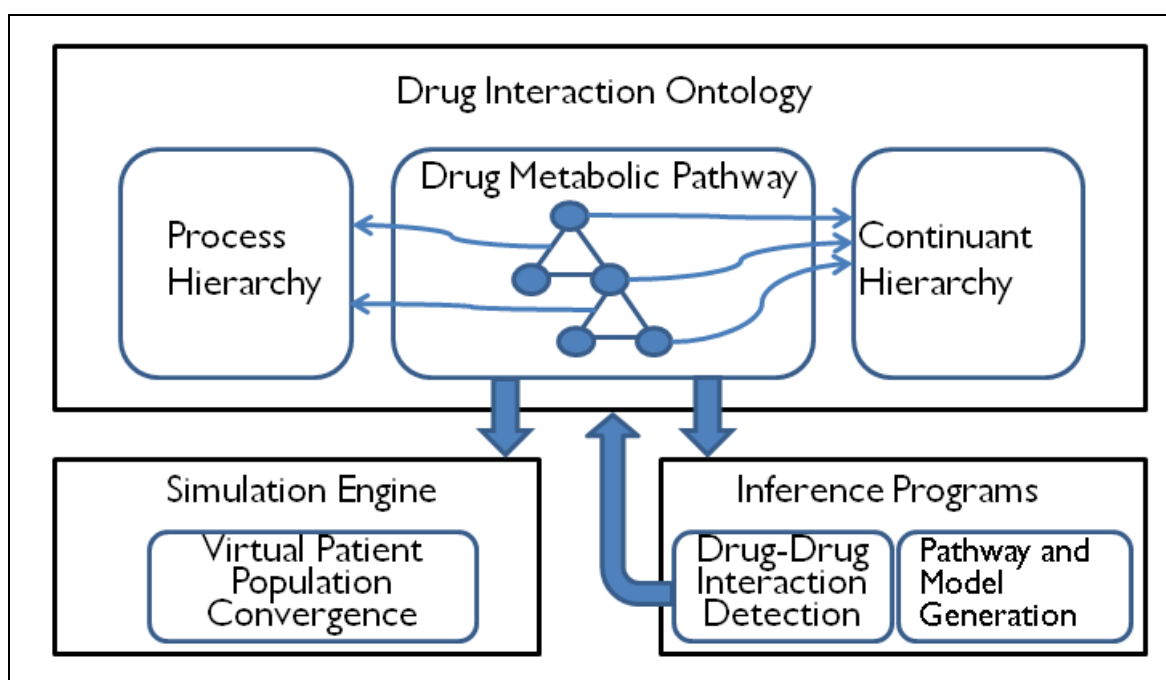 Drug Interaction Ontology
Process
Hierarchy
Drug Metabolic Pathway
Continuant
Hierarchy
Simulation Engine
Virtual Patient
Population
Convergence
Inference Programs
Drug-Drug
Interaction
Detection
Pathway and
Model
Generation